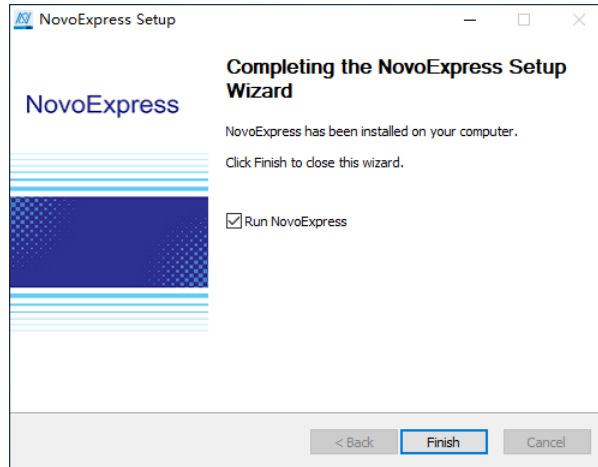 NovoExpress Setup
Completing the NovoExpress Setup
Wizard
NovoExpress
NovoExpress has been installed on your computer.
Click Finish to close this wizard.
Run NovoExpress
< Back
Finish
Cancel